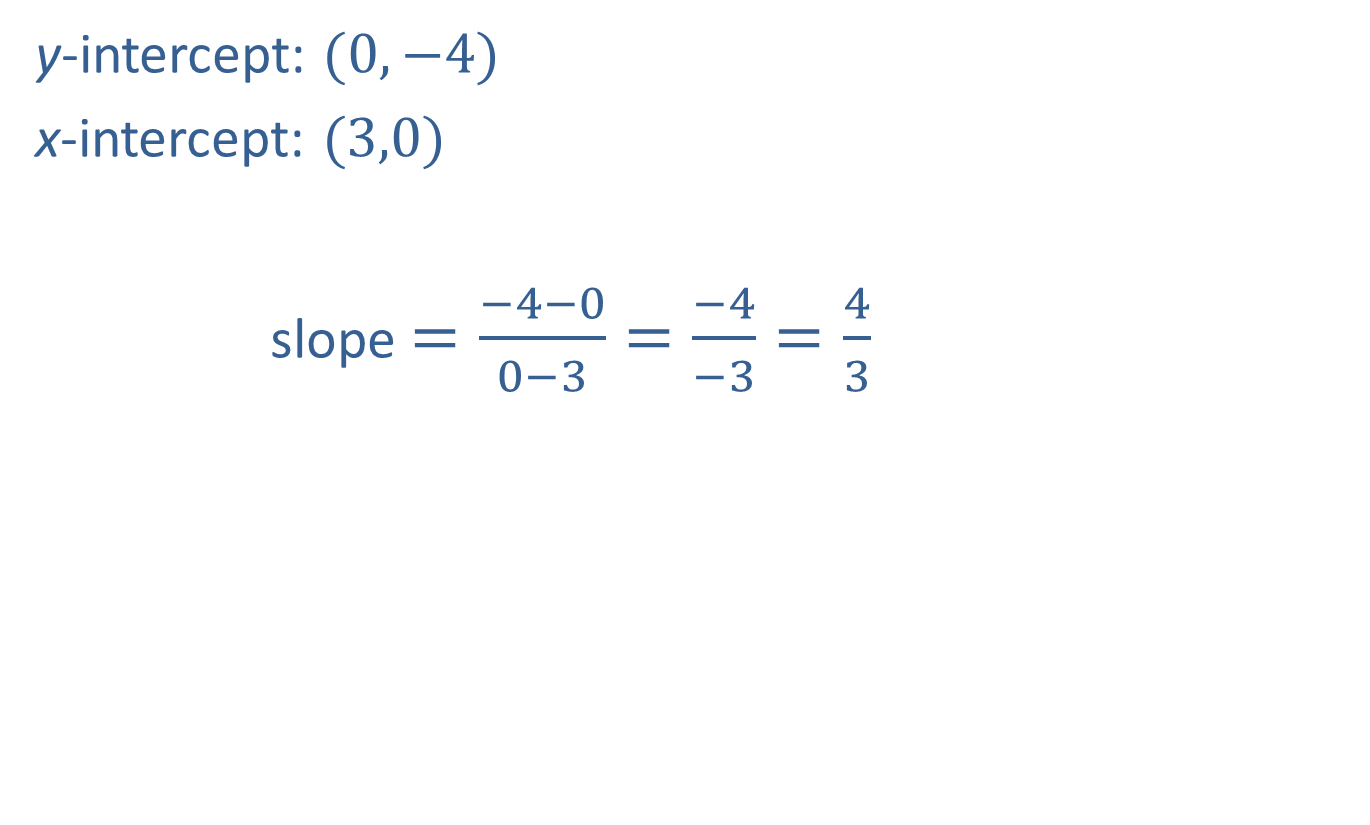 y-intercept: (0, −4)
x-intercept: (3,0)
slope = −4−0/0−3 = −4/−3 = 4/3